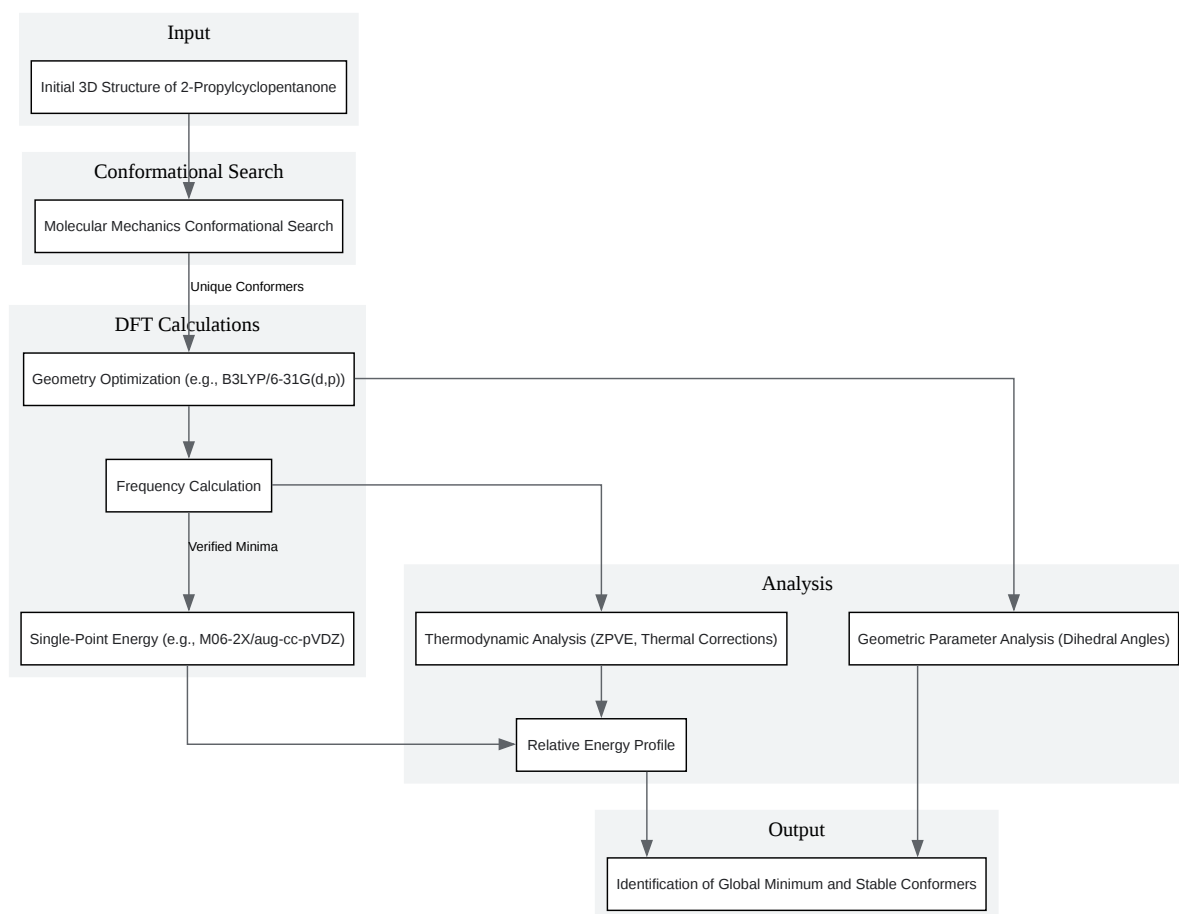 Input
Initial 3D Structure of 2-Propylcyclopentanone
Conformational Search
Molecular Mechanics Conformational Search
Unique Conformers
DFT Calculations
Geometry Optimization (e.g., B3LYP/6-31G(d,p))
Frequency Calculation
Verified Minima
Single-Point Energy (e.g., M06-2X/aug-cc-pVDZ)
Analysis
Thermodynamic Analysis (ZPVE, Thermal Corrections)
Geometric Parameter Analysis (Dihedral Angles)
Relative Energy Profile
Output
Identification of Global Minimum and Stable Conformers